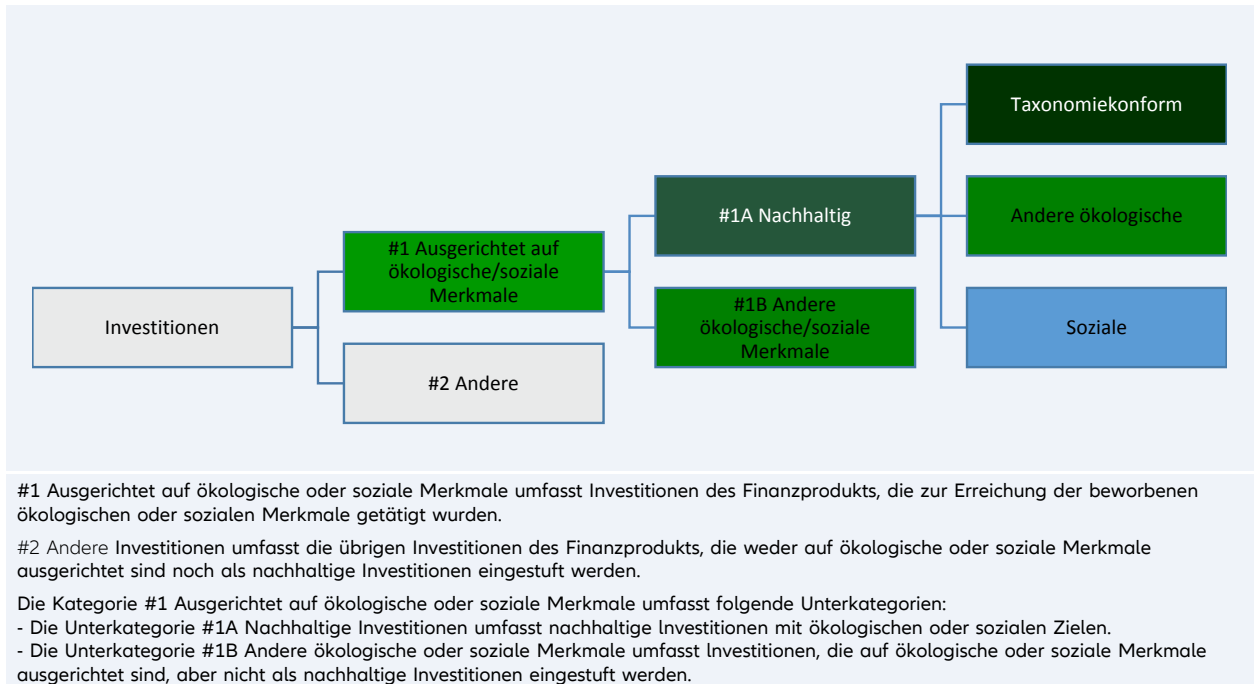 Taxonomiekonform
#1A Nachhaltig
Andere ökologische
#1 Ausgerichtet auf
ökologische/soziale
Merkmale
#1B Andere
ökologische/soziale
Merkmale
Investitionen
Soziale
#2 Andere
#1 Ausgerichtet auf ökologische oder soziale Merkmale umfasst Investitionen des Finanzprodukts, die zur Erreichung der beworbenen
ökologischen oder sozialen Merkmale getätigt wurden.
#2 Andere Investitionen umfasst die übrigen Investitionen des Finanzprodukts, die weder auf ökologische oder soziale Merkmale
ausgerichtet sind noch als nachhaltige Investitionen eingestuft werden.
Die Kategorie #1 Ausgerichtet auf ökologische oder soziale Merkmale umfasst folgende Unterkategorien:
- Die Unterkategorie #1A Nachhaltige Investitionen umfasst nachhaltige lnvestitionen mit ökologischen oder sozialen Zielen.
- Die Unterkategorie #1B Andere ökologische oder soziale Merkmale umfasst lnvestitionen, die auf ökologische oder soziale Merkmale
ausgerichtet sind, aber nicht als nachhaltige Investitionen eingestuft werden.